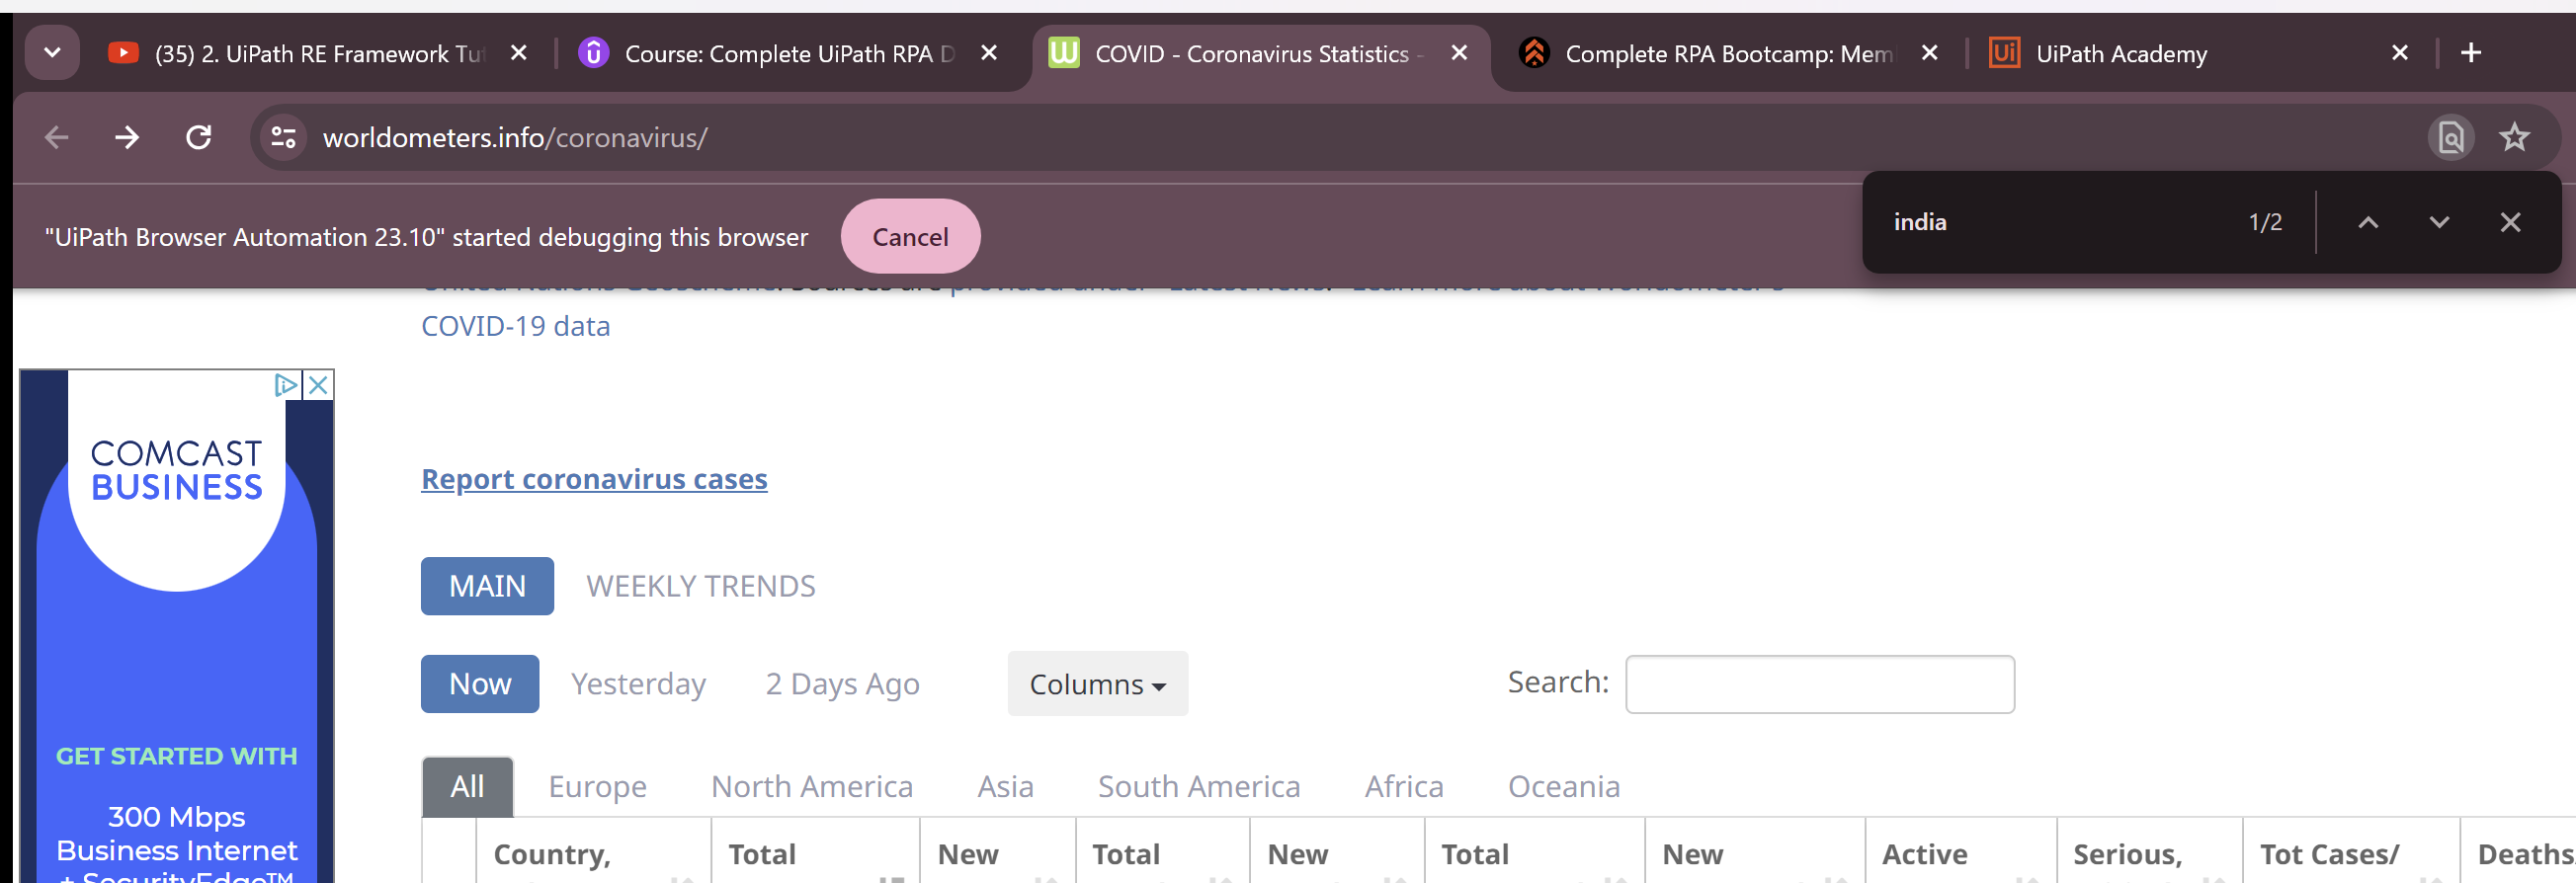 (35) 2. UiPath RE Framework Tut
Course: Complete UiPath RPA D
COVID - Coronavirus Statistics -
Complete RPA Bootcamp: Mem
UiPath Academy
worldometers.info/coronavirus/
"UiPath Browser Automation 23.10" started debugging this browser
Cancel
india
1/2
COVID-19 data
COMCAST
BUSINESS
GET STARTED WITH
300 Mbps
Business Internet
+ SecurityEdge™
Report coronavirus cases
MAIN WEEKLY TRENDS
Now Yesterday 2 Days Ago Columns Search:
All Europe North America Asia South America Africa Oceania
Country, Total New Total New Total New Active Serious, Tot Cases/ Deaths